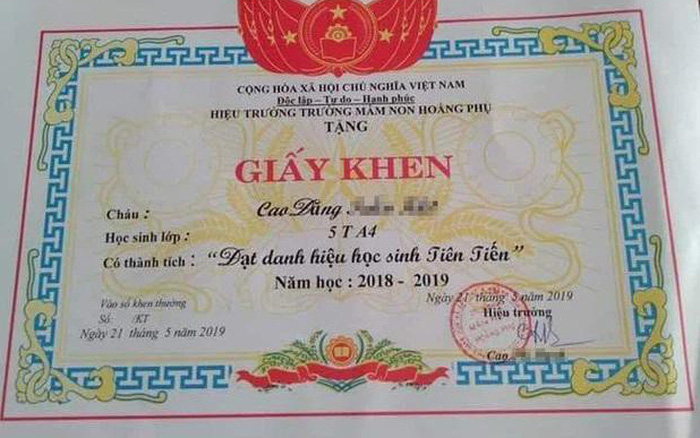 CỘNG HÒA XÃ HỘI CHỦ NGHĨA VIỆT NAM
Độc lập – Tự do – Hạnh phúc
HIỆU TRƯỞNG TRƯỜNG MẦM NON HOẰNG PHỤ
TẶNG
GIẤY KHEN
Cháu : Cao Đăng
Học sinh lớp : 5 T A4
Có thành tích : “Đạt danh hiệu học sinh Tiên Tiến”
Năm học : 2018 - 2019
Vào sổ khen thưởng
Số: /KT
Ngày 21 tháng 5 năm 2019
Ngày 21 tháng 5 năm 2019
Hiệu trưởng
Cao